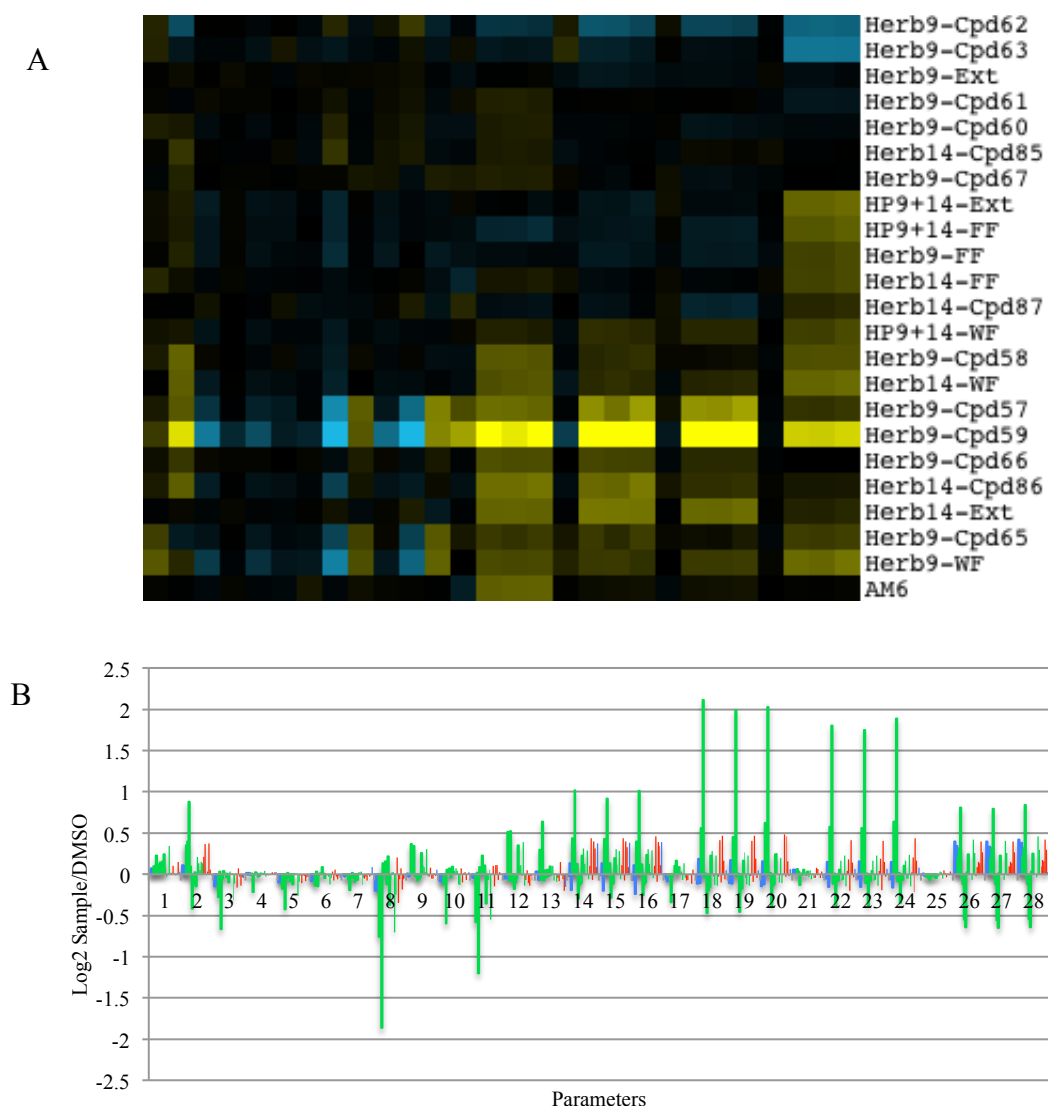 A
Herb9-Cpd62
Herb9-Cpd63
Herb9-Ext
Herb9-Cpd61
Herb9-Cpd60
Herb14-Cpd85
Herb9-Cpd67
HP9+14-Ext
HP9+14-FF
Herb9-FF
Herb14-FF
Herb14-Cpd87
HP9+14-WF
Herb9-Cpd58
Herb14-WF
Herb9-Cpd57
Herb9-Cpd59
Herb9-Cpd66
Herb14-Cpd86
Herb14-Ext
Herb9-Cpd65
Herb9-WF
AM6
B
Log2 Sample/DMSO
2.5
2
1.5
1
0.5
0
-0.5
-1
-1.5
-2
-2.5
1 2 3 4 5 6 7 8 9 10 11 12 13 14 15 16 17 18 19 20 21 22 23 24 25 26 27 28
Parameters